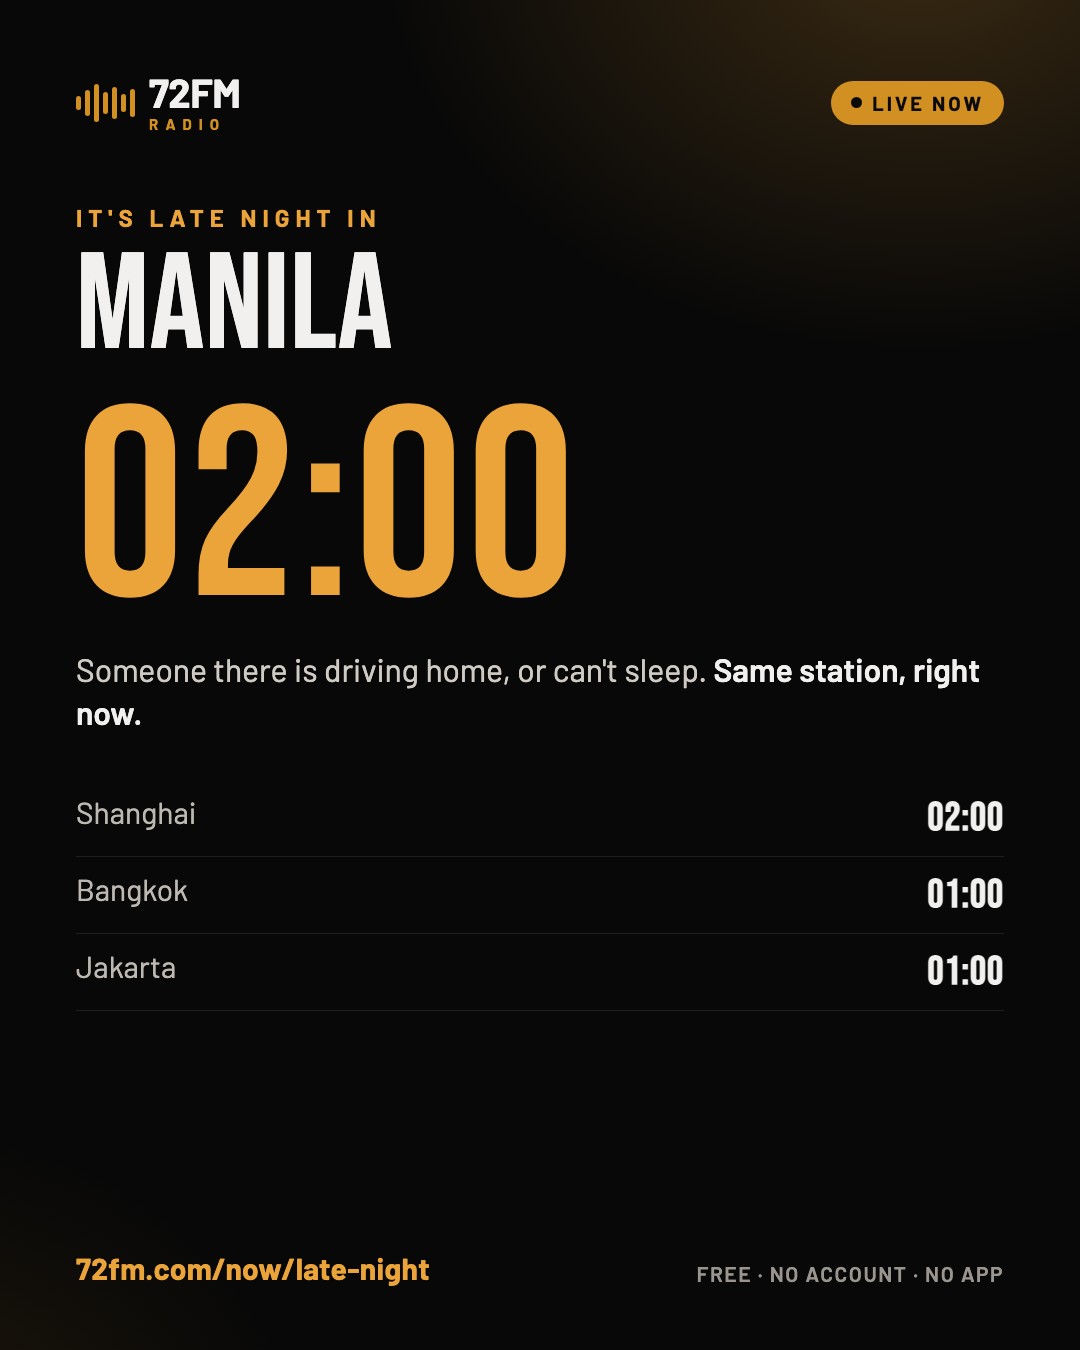 72FM
RADIO
LIVE NOW
IT'S LATE NIGHT IN
MANILA
02:00
Someone there is driving home, or can't sleep. Same station, right
now.
Shanghai 02:00
Bangkok 01:00
Jakarta 01:00
72fm.com/now/late-night
FREE · NO ACCOUNT · NO APP